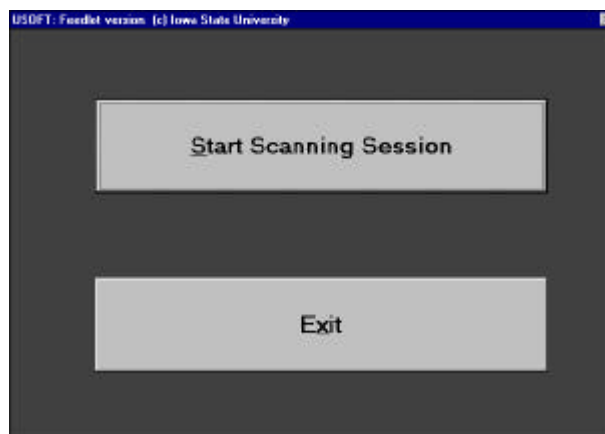 USOFT: Feedlot version (c) Iowa State University
Start Scanning Session
Exit